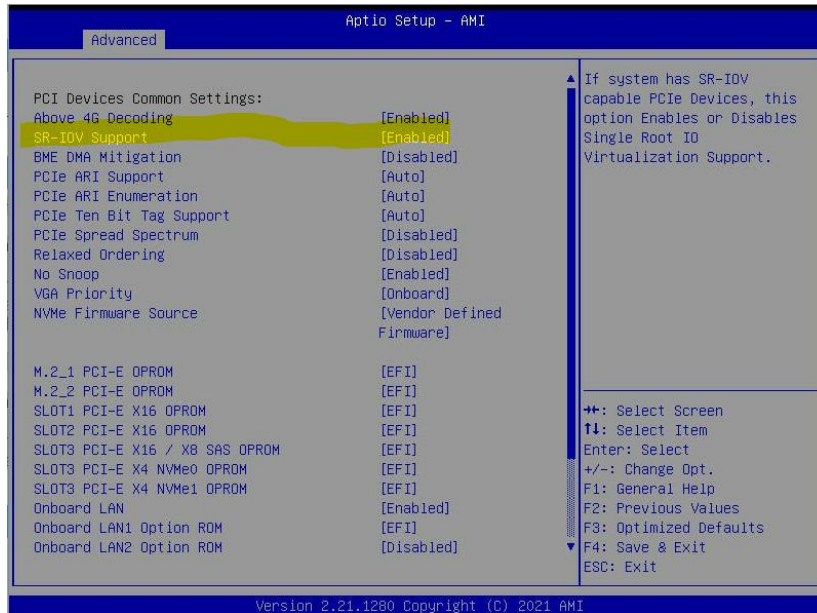 Aptio Setup - AMI
Advanced
PCI Devices Common Settings:
Above 4G Decoding [Enabled]
SR-IOV Support [Enabled]
BME DMA Mitigation [Disabled]
PCIe ARI Support [Auto]
PCIe ARI Enumeration [Auto]
PCIe Ten Bit Tag Support [Auto]
PCIe Spread Spectrum [Disabled]
Relaxed Ordering [Disabled]
No Snoop [Enabled]
VGA Priority [Onboard]
NVMe Firmware Source [Vendor Defined
Firmware]
M.2_1 PCI-E OPROM [EFI]
M.2_2 PCI-E OPROM [EFI]
SLOT1 PCI-E X16 OPROM [EFI]
SLOT2 PCI-E X16 OPROM [EFI]
SLOT3 PCI-E X16 / X8 SAS OPROM [EFI]
SLOT3 PCI-E X4 NVMe0 OPROM [EFI]
SLOT3 PCI-E X4 NVMe1 OPROM [EFI]
Onboard LAN [Enabled]
Onboard LAN1 Option ROM [EFI]
Onboard LAN2 Option ROM [Disabled]
If system has SR-IOV
capable PCIe Devices, this
option Enables or Disables
Single Root IO
Virtualization Support.
→←: Select Screen
↑↓: Select Item
Enter: Select
+/-: Change Opt.
F1: General Help
F2: Previous Values
F3: Optimized Defaults
F4: Save & Exit
ESC: Exit
Version 2.21.1280 Copyright (C) 2021 AMI